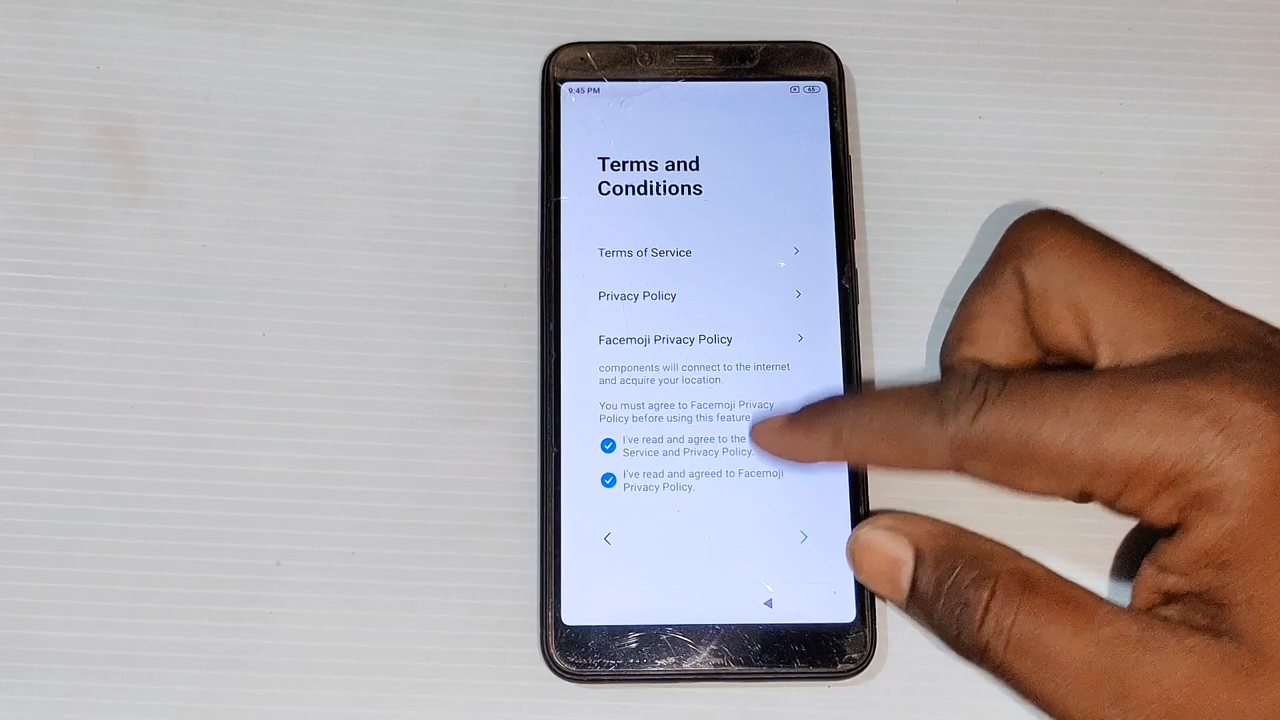 9:45 PM
65
Terms and
Conditions
Terms of Service
Privacy Policy
Facemoji Privacy Policy
components will connect to the internet
and acquire your location.
You must agree to Facemoji Privacy
Policy before using this feature
I've read and agree to the
Service and Privacy Policy.
I've read and agreed to Facemoji
Privacy Policy.